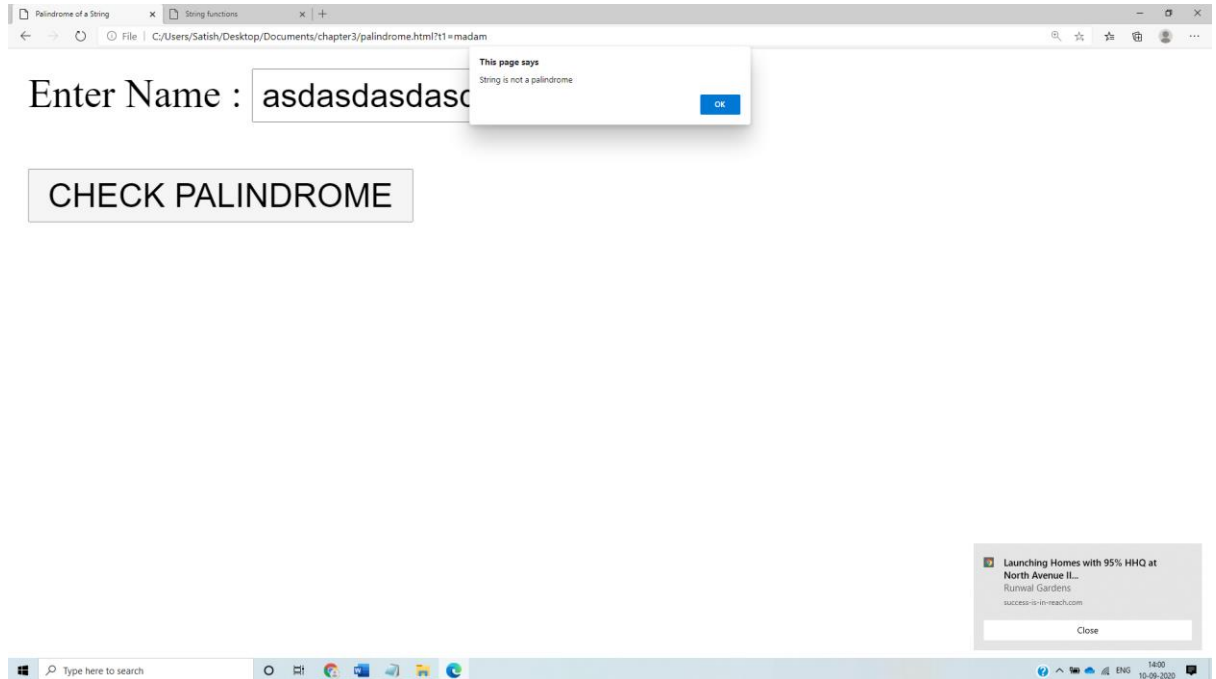 Palindrome of a String
String functions
File | C:/Users/Satish/Desktop/Documents/chapter3/palindrome.html?t1=madam
This page says
String is not a palindrome
OK
Enter Name : asdasdasdasd
CHECK PALINDROME
Launching Homes with 95% HHQ at
North Avenue II...
Runwal Gardens
success-is-in-reach.com
Close
Type here to search
ENG
14:00
10-09-2020